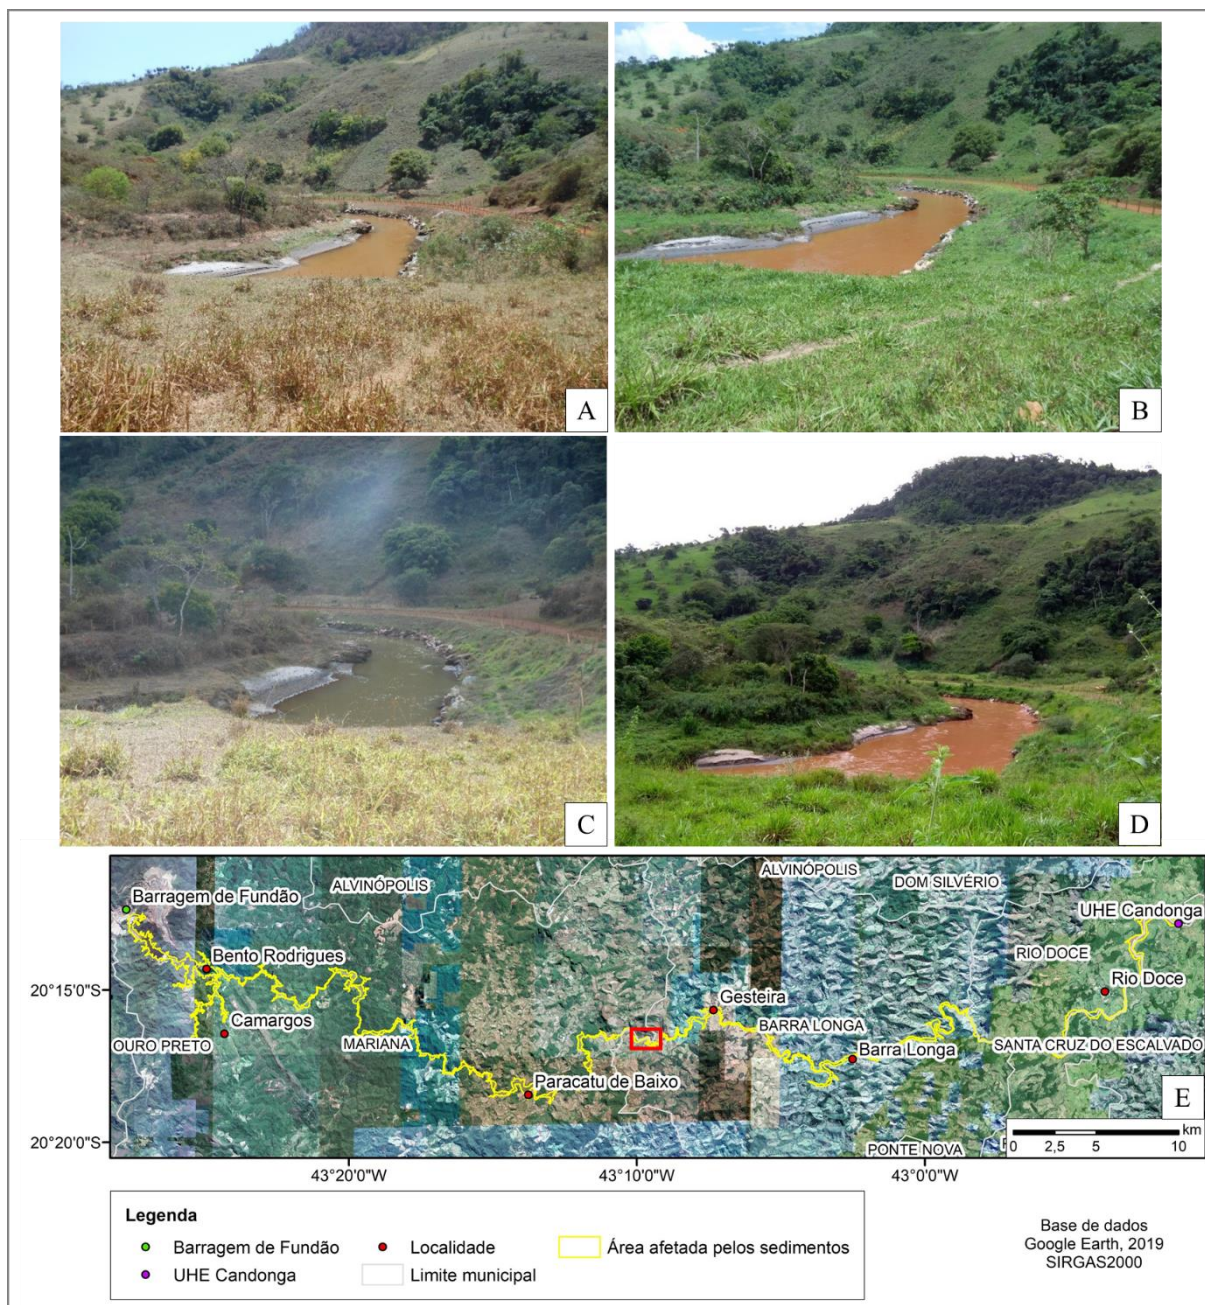 A
B
C
D
ALVINÓPOLIS
ALVINÓPOLIS
DOM SILVÉRIO
Barragem de Fundão
UHE Candonga
Bento Rodrigues
RIO DOCE
Rio Doce
20°15'0"S
Gesteira
Camargos
BARRA LONGA
OURO PRETO
MARIANA
Barra Longa
SANTA CRUZ DO ESCALVADO
Paracatu de Baixo
E
km
0 2,5 5 10
20°20'0"S
PONTE NOVA
43°20'0"W
43°10'0"W
43°0'0"W
Legenda
Barragem de Fundão
Localidade
Área afetada pelos sedimentos
UHE Candonga
Limite municipal
Base de dados
Google Earth, 2019
SIRGAS2000